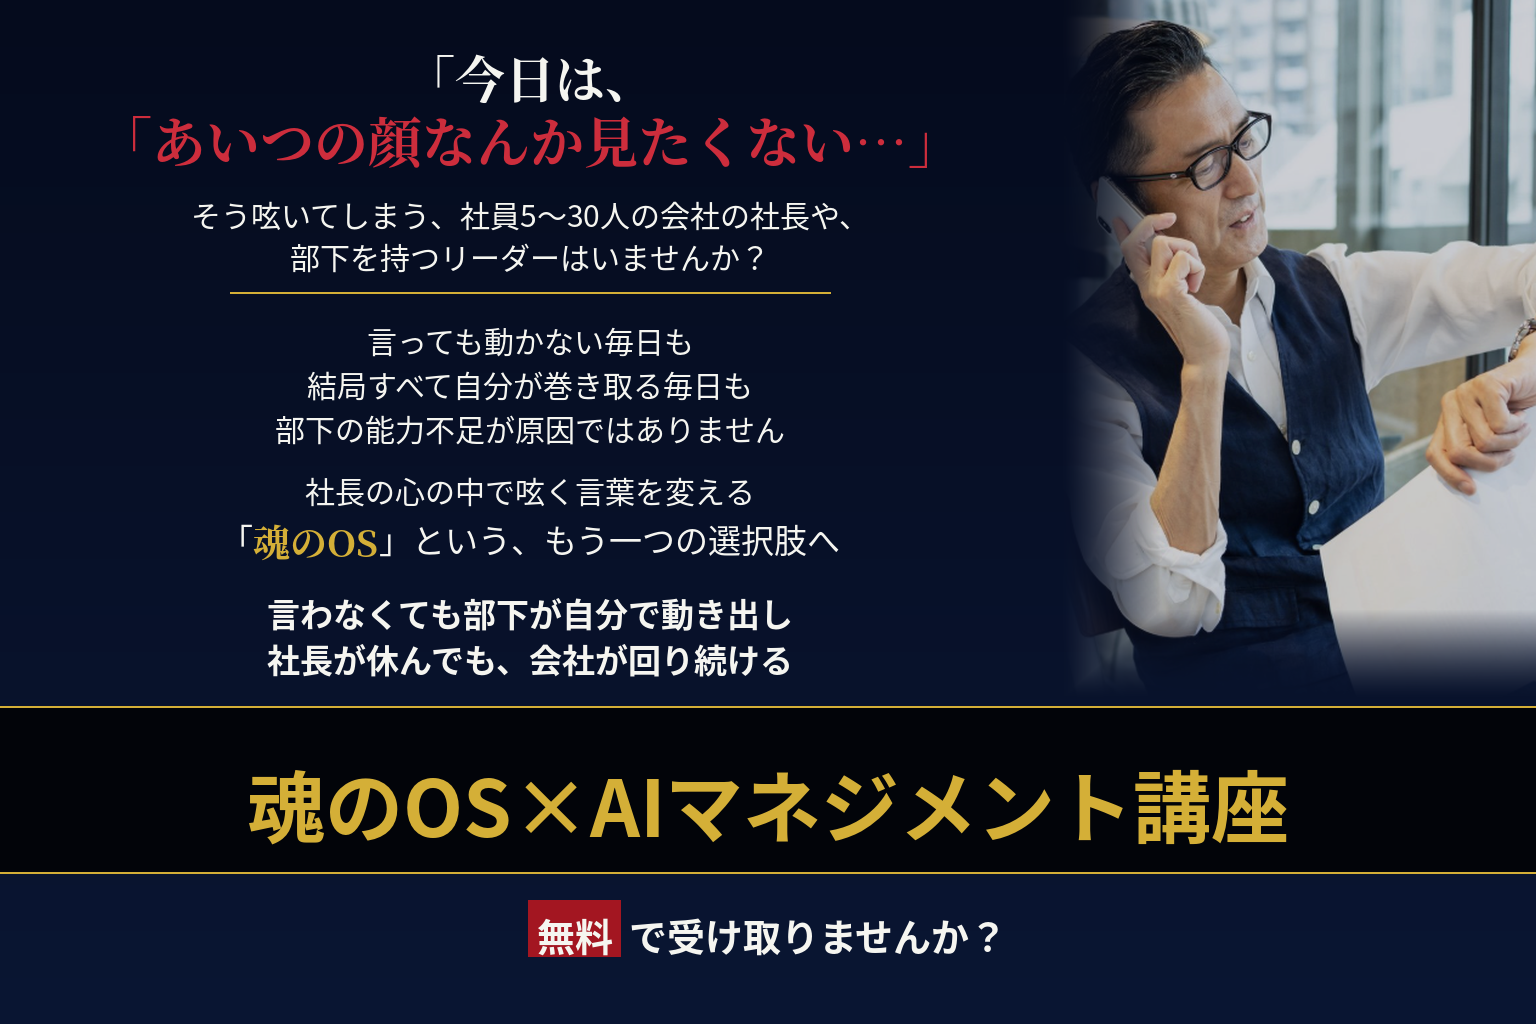 「今日は、
「あいつの顔なんか見たくない…」
そう呟いてしまう、社員5〜30人の会社の社長や、
部下を持つリーダーはいませんか？
言っても動かない毎日も
結局すべて自分が巻き取る毎日も
部下の能力不足が原因ではありません
社長の心の中で呟く言葉を変える
「魂のOS」という、もう一つの選択肢へ
言わなくても部下が自分で動き出し
社長が休んでも、会社が回り続ける
魂のOS×AIマネジメント講座
無料で受け取りませんか？